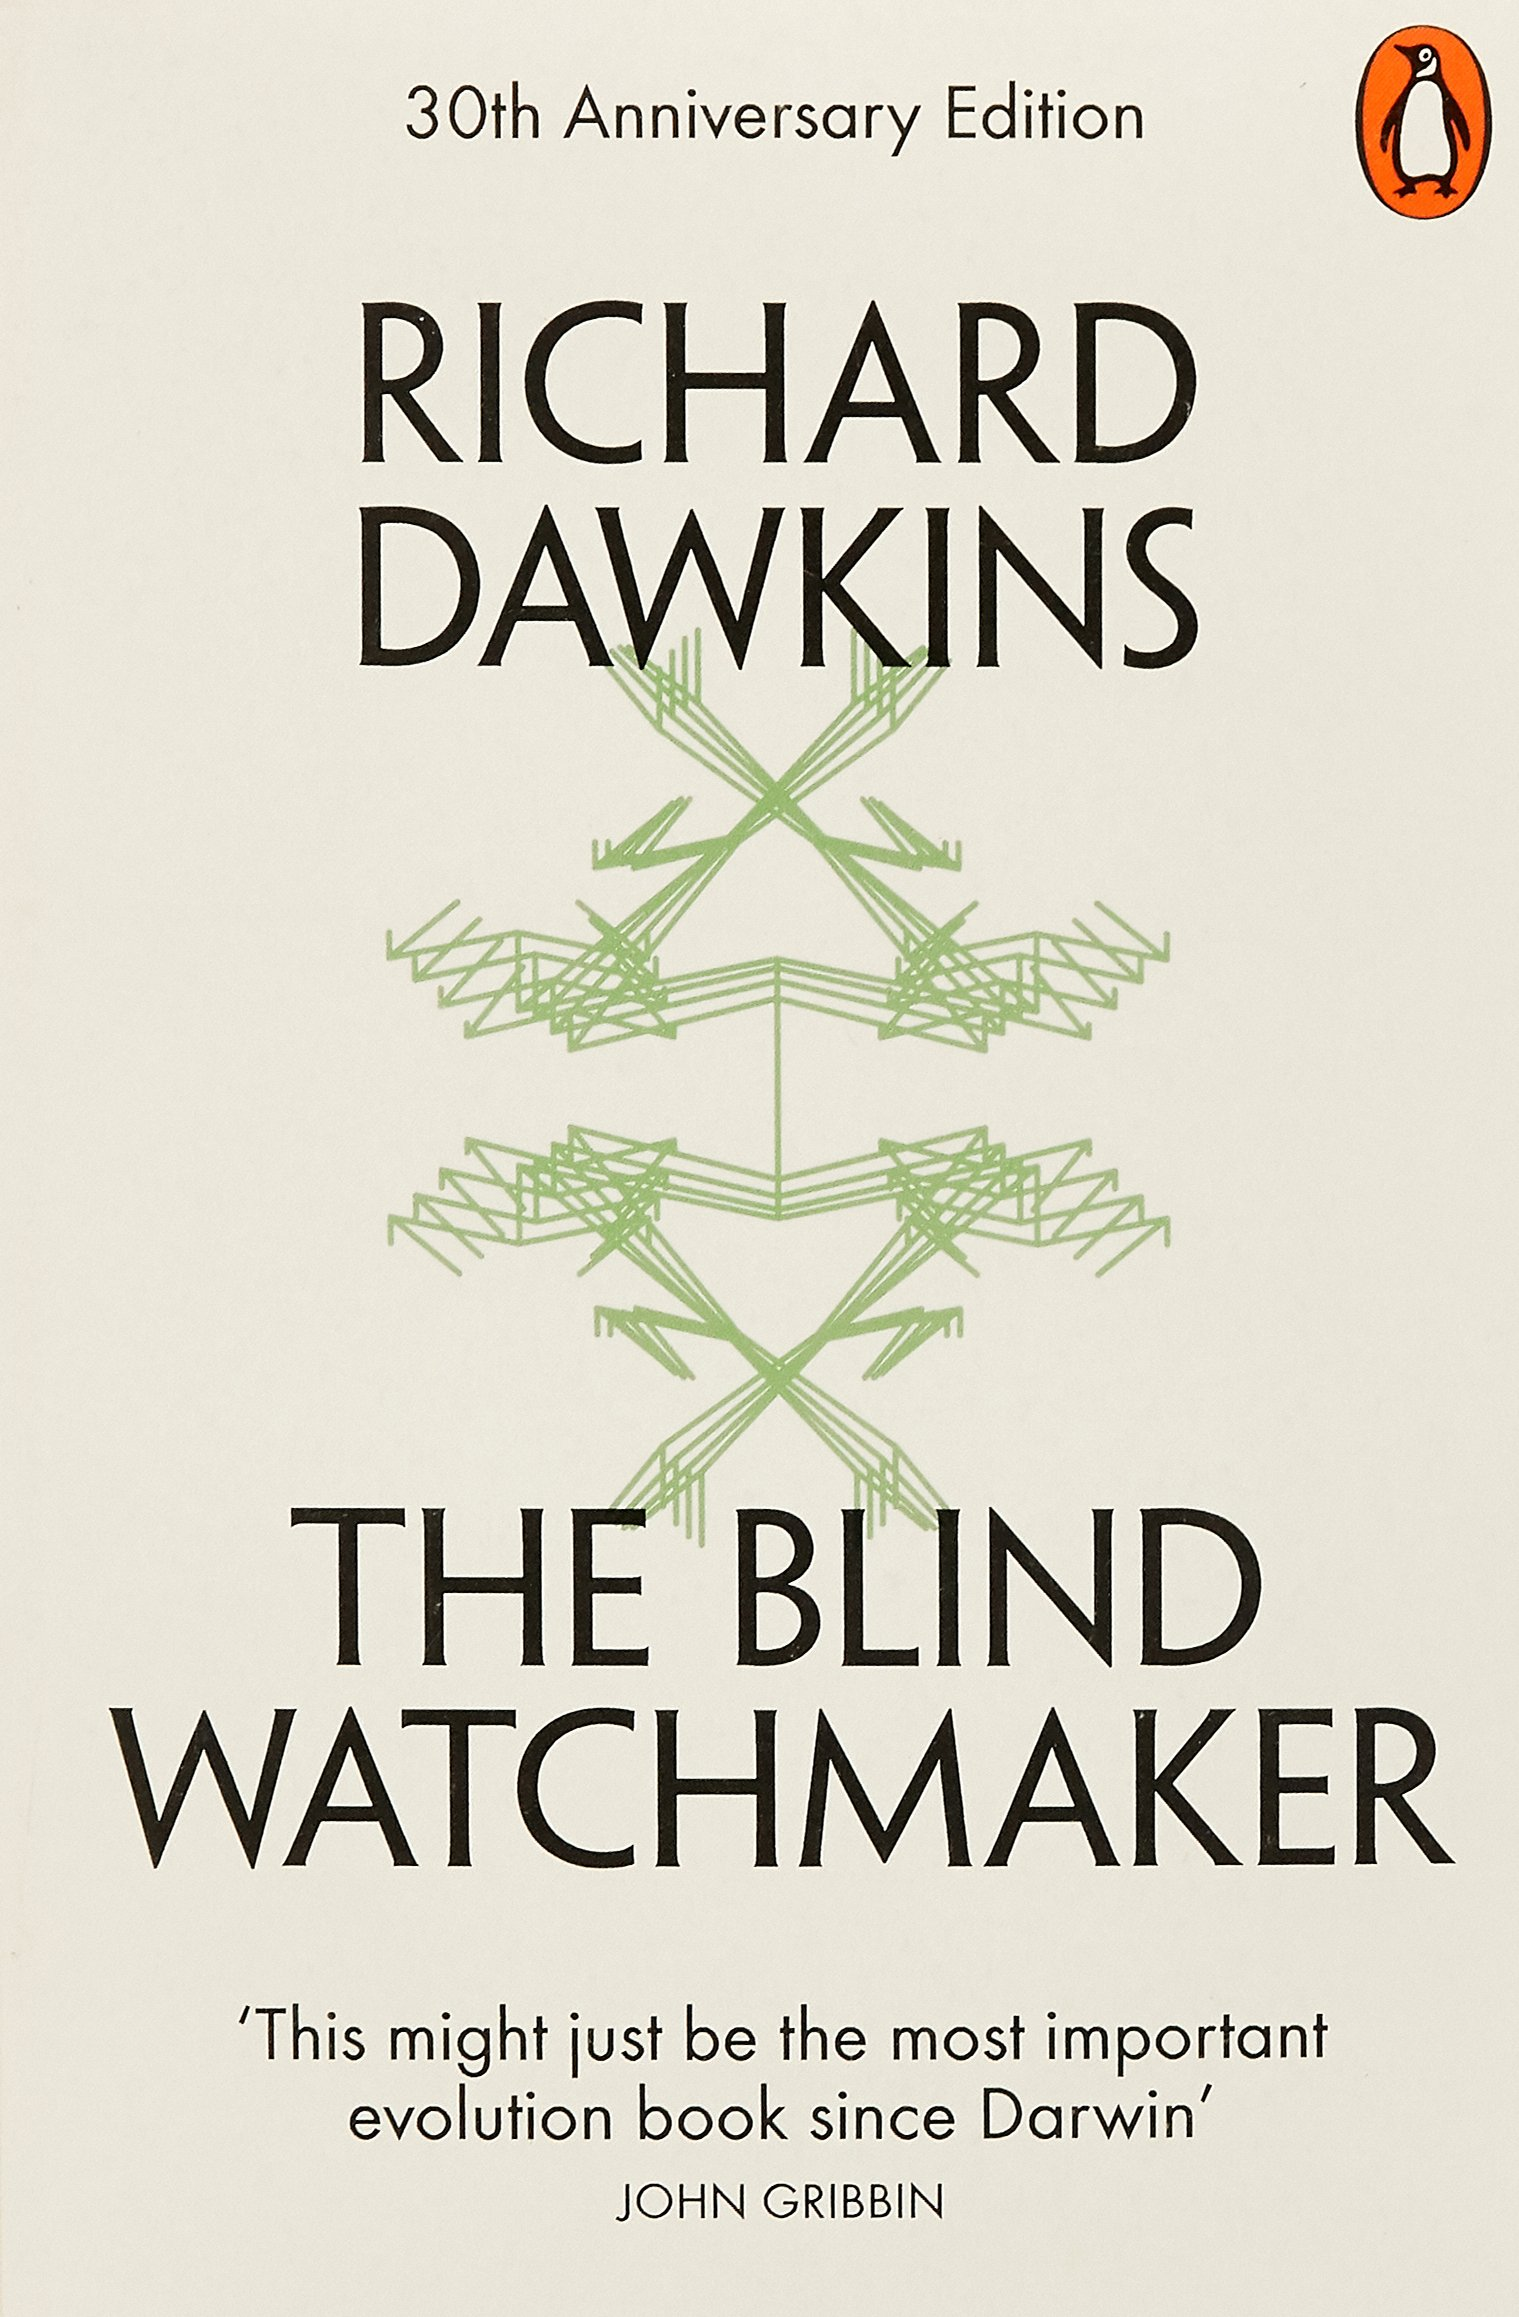 30th Anniversary Edition
RICHARD
DAWKINS
THE BLIND
WATCHMAKER
‘This might just be the most important
evolution book since Darwin’
JOHN GRIBBIN